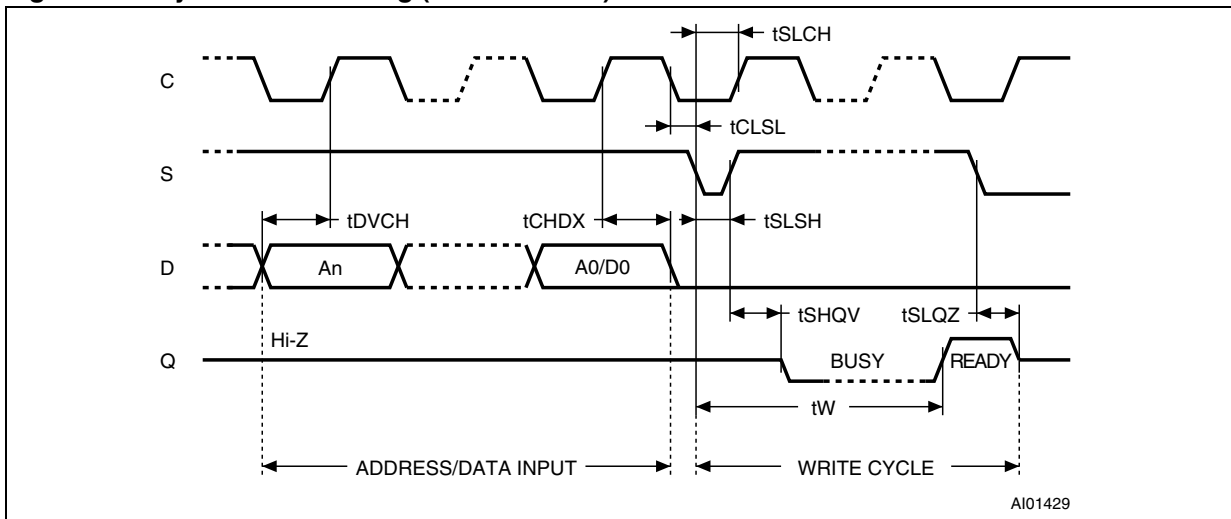 tSLCH
C
tCLSL
S
tDVCH
tCHDX
tSLSH
D
An
A0/D0
tSHQV
tSLQZ
Hi-Z
Q
BUSY
READY
tW
ADDRESS/DATA INPUT
WRITE CYCLE
AI01429